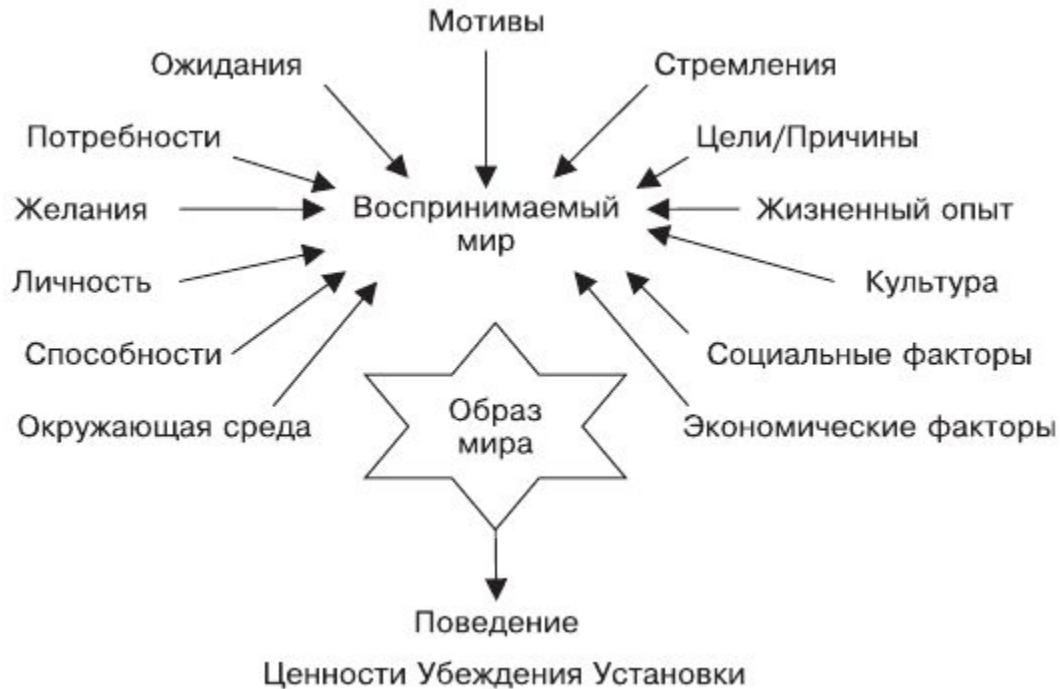 Мотивы
Ожидания
Стремления
Потребности
Цели/Причины
Желания
Воспринимаемый
мир
Жизненный опыт
Личность
Культура
Способности
Социальные факторы
Окружающая среда
Образ
мира
Экономические факторы
Поведение
Ценности Убеждения Установки